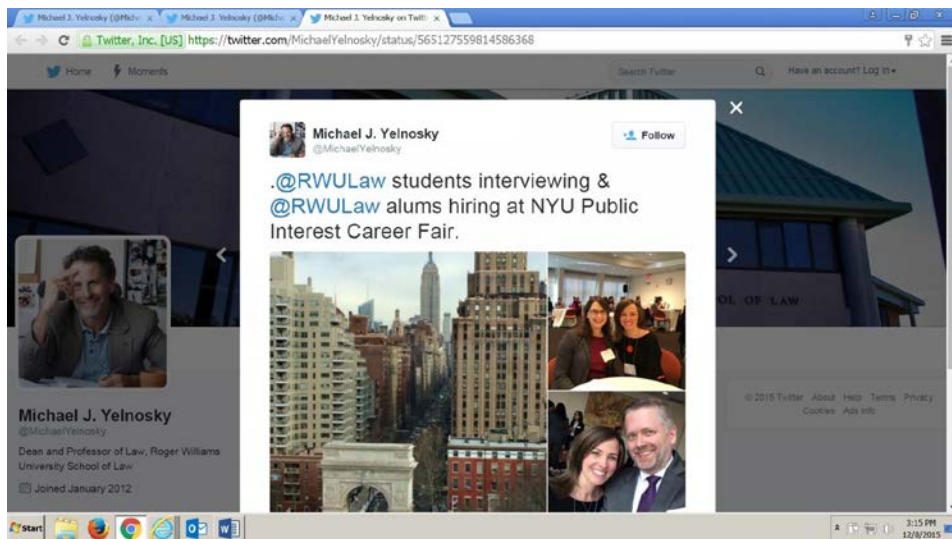 Michael J. Yelnosky (@Micha
Michael J. Yelnosky (@Micha
Michael J. Yelnosky on Twitt
Twitter, Inc. [US] https://twitter.com/MichaelYelnosky/status/565127559814586368
Home
Moments
Search Twitter
Have an account? Log in
Michael J. Yelnosky
@MichaelYelnosky
Follow
.@RWULaw students interviewing &
@RWULaw alums hiring at NYU Public
Interest Career Fair.
OL OF LAW
Michael J. Yelnosky
@MichaelYelnosky
Dean and Professor of Law, Roger Williams
University School of Law
Joined January 2012
© 2015 Twitter About Help Terms Privacy
Cookies Ads info
Start
3:15 PM
12/8/2015